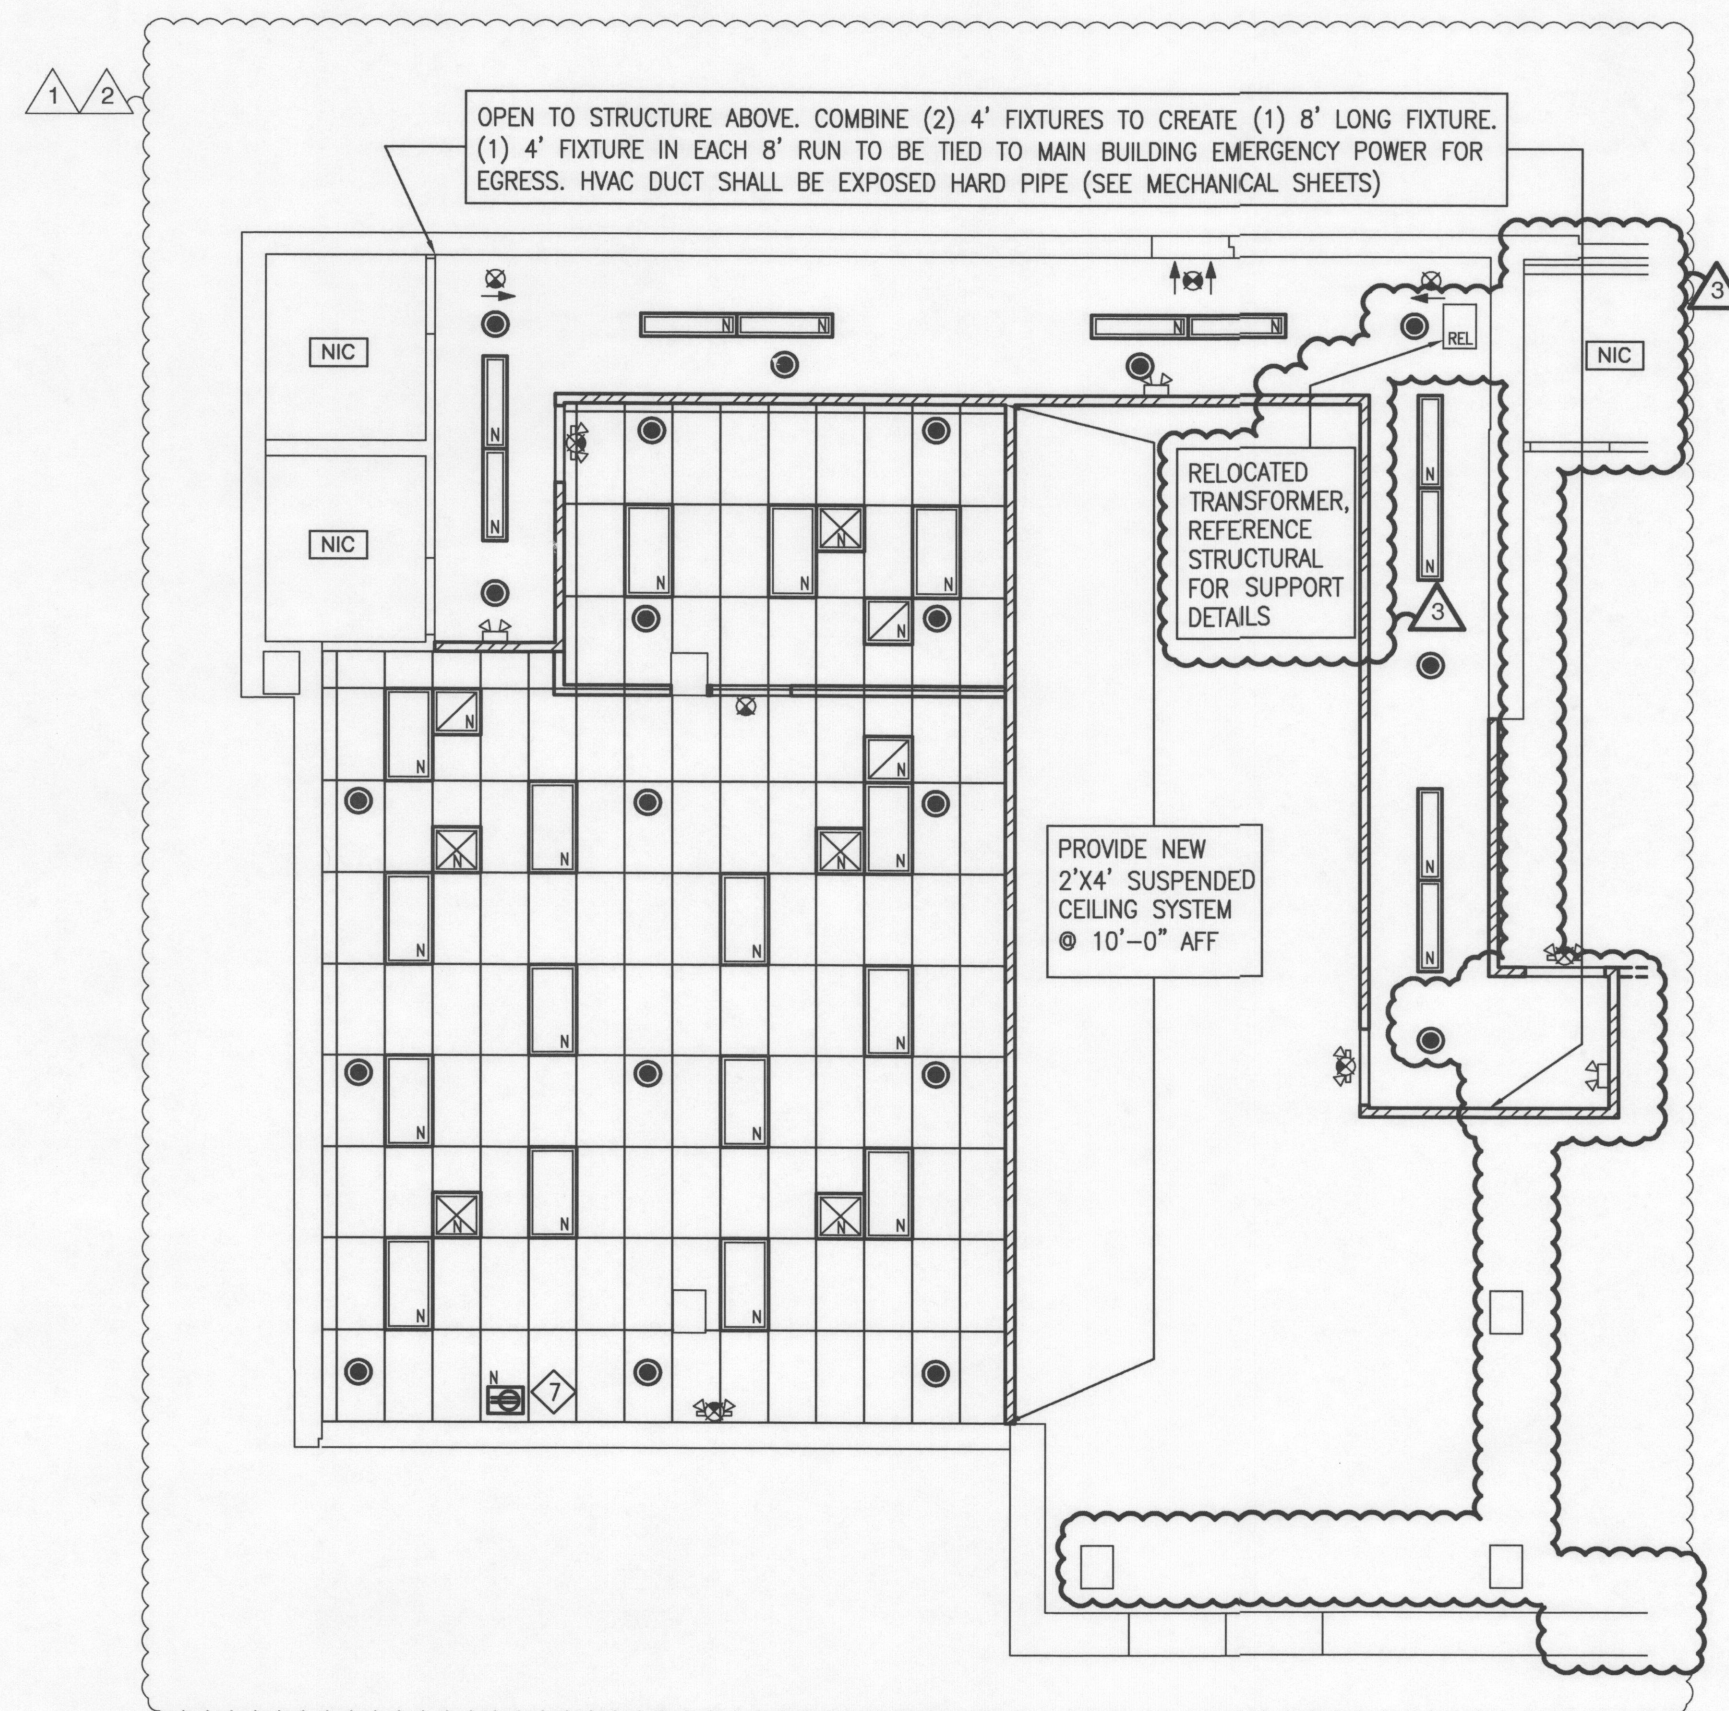 1
2
OPEN TO STRUCTURE ABOVE. COMBINE (2) 4' FIXTURES TO CREATE (1) 8' LONG FIXTURE.
(1) 4' FIXTURE IN EACH 8' RUN TO BE TIED TO MAIN BUILDING EMERGENCY POWER FOR
EGRESS. HVAC DUCT SHALL BE EXPOSED HARD PIPE (SEE MECHANICAL SHEETS)
3
N
N
N
N
REL
NIC
NIC
N
N
NIC
N
N
N
N
N
N
N
RELOCATED
TRANSFORMER,
REFERENCE
STRUCTURAL
FOR SUPPORT
DETAILS
3
N
N
N
N
N
N
N
N
N
N
PROVIDE NEW
2'X4' SUSPENDED
CEILING SYSTEM
@ 10'-0" AFF
N
N
N
N
N
N
N
N
N
N
N
N
N
N
7